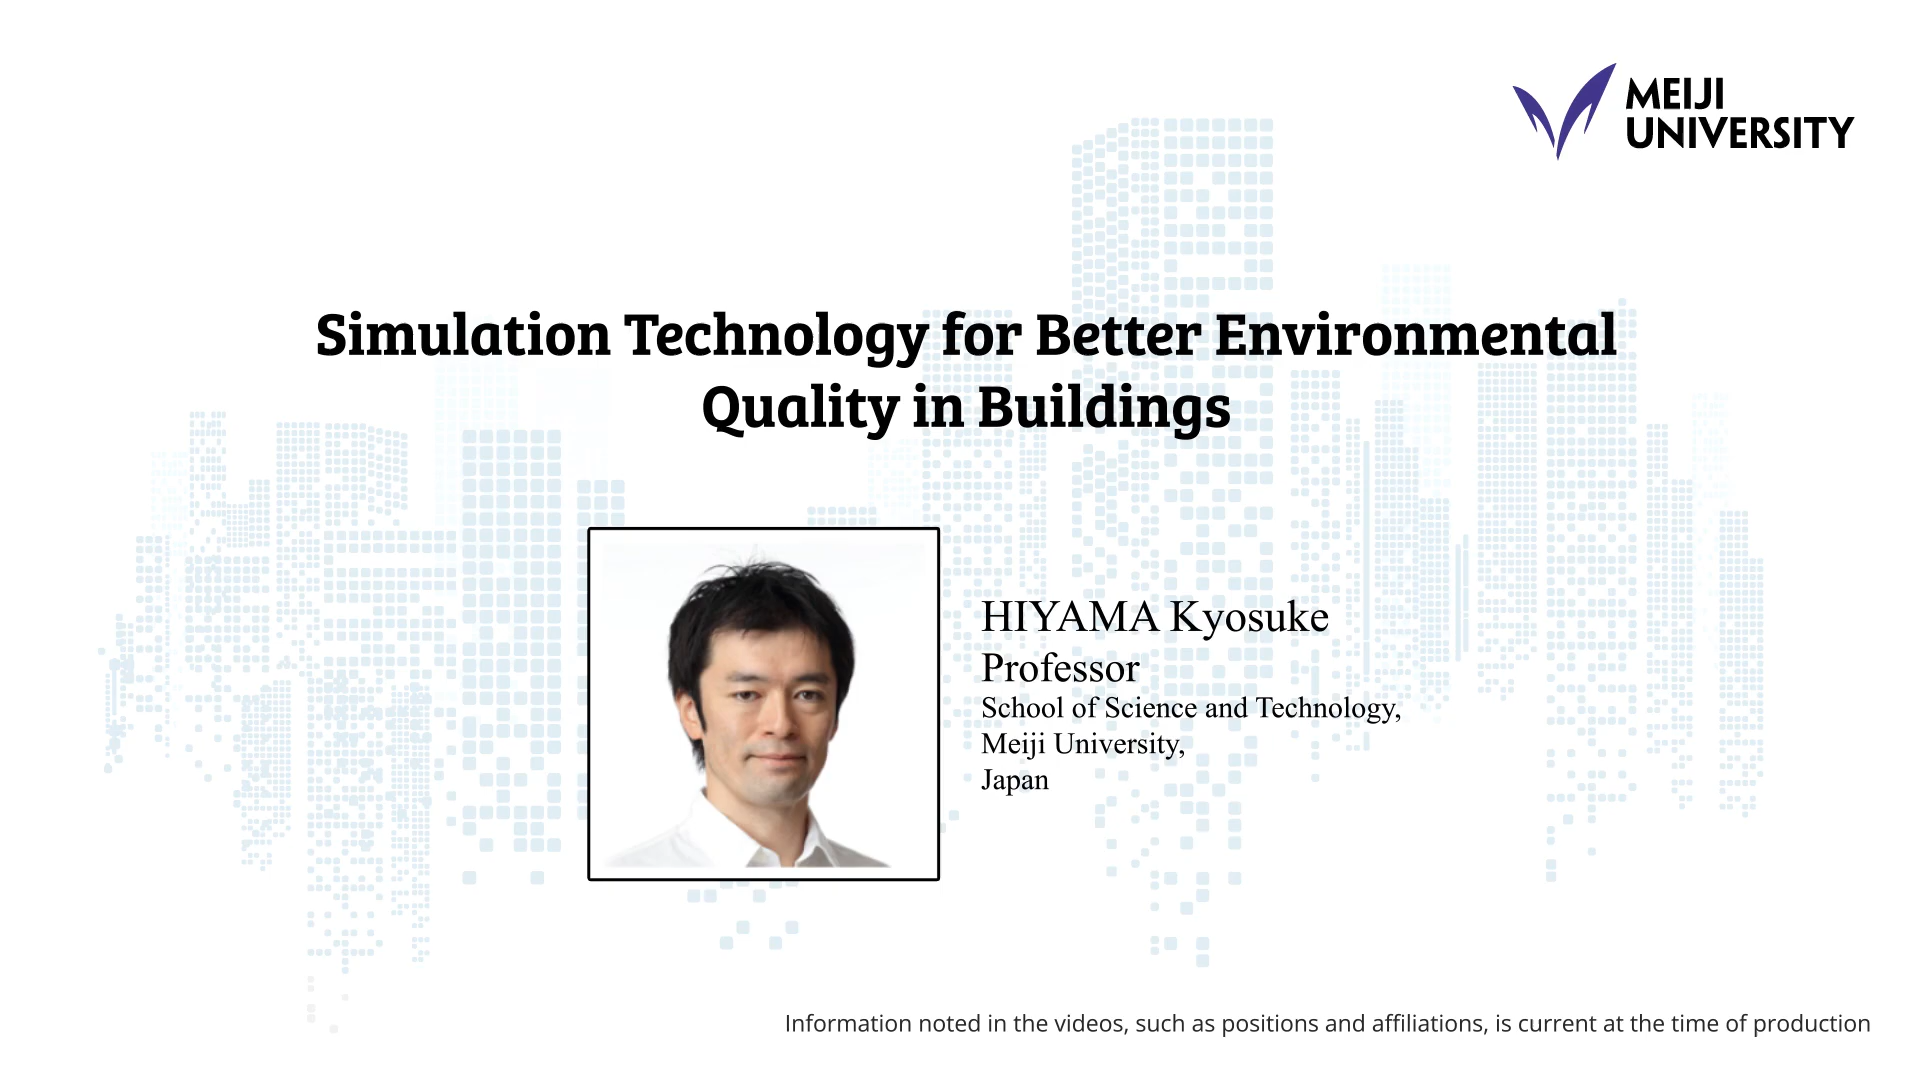 MEIJI
UNIVERSITY
Simulation Technology for Better Environmental
Quality in Buildings
HIYAMA Kyosuke
Professor
School of Science and Technology,
Meiji University,
Japan
Information noted in the videos, such as positions and affiliations, is current at the time of production